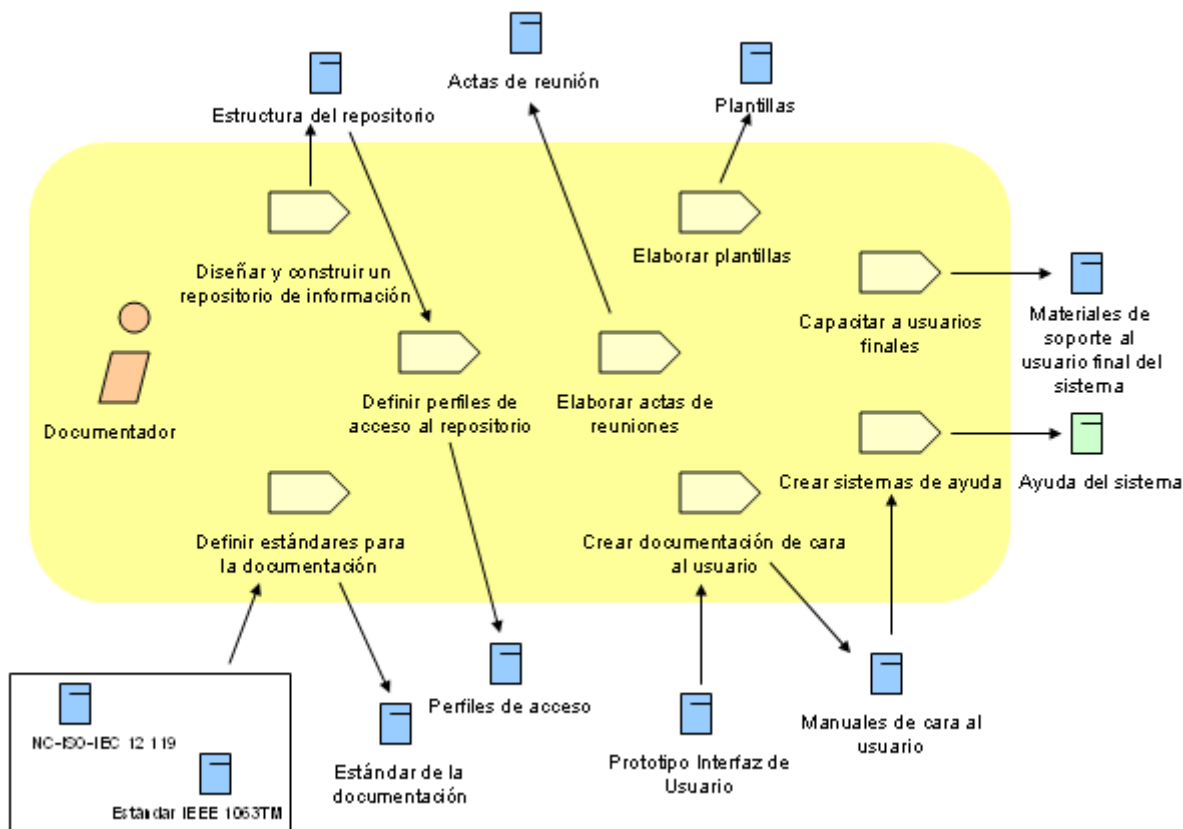 Actas de reunión
Plantillas
Estructura del repositorio
Elaborar plantillas
Diseñar y construir un
repositorio de información
Capacitar a usuarios
finales
Materiales de
soporte al
usuario final del
sistema
Definir perfiles de
acceso al repositorio
Elaborar actas de
reuniones
Documentador
Crear sistemas de ayuda
Ayuda del sistema
Definir estándares para
la documentación
Crear documentación de cara
al usuario
Perfiles de acceso
Manuales de cara al
usuario
NC-ISO-IEC 12 119
Estándar IEEE 1063TM
Estándar de la
documentación
Prototipo Interfaz de
Usuario